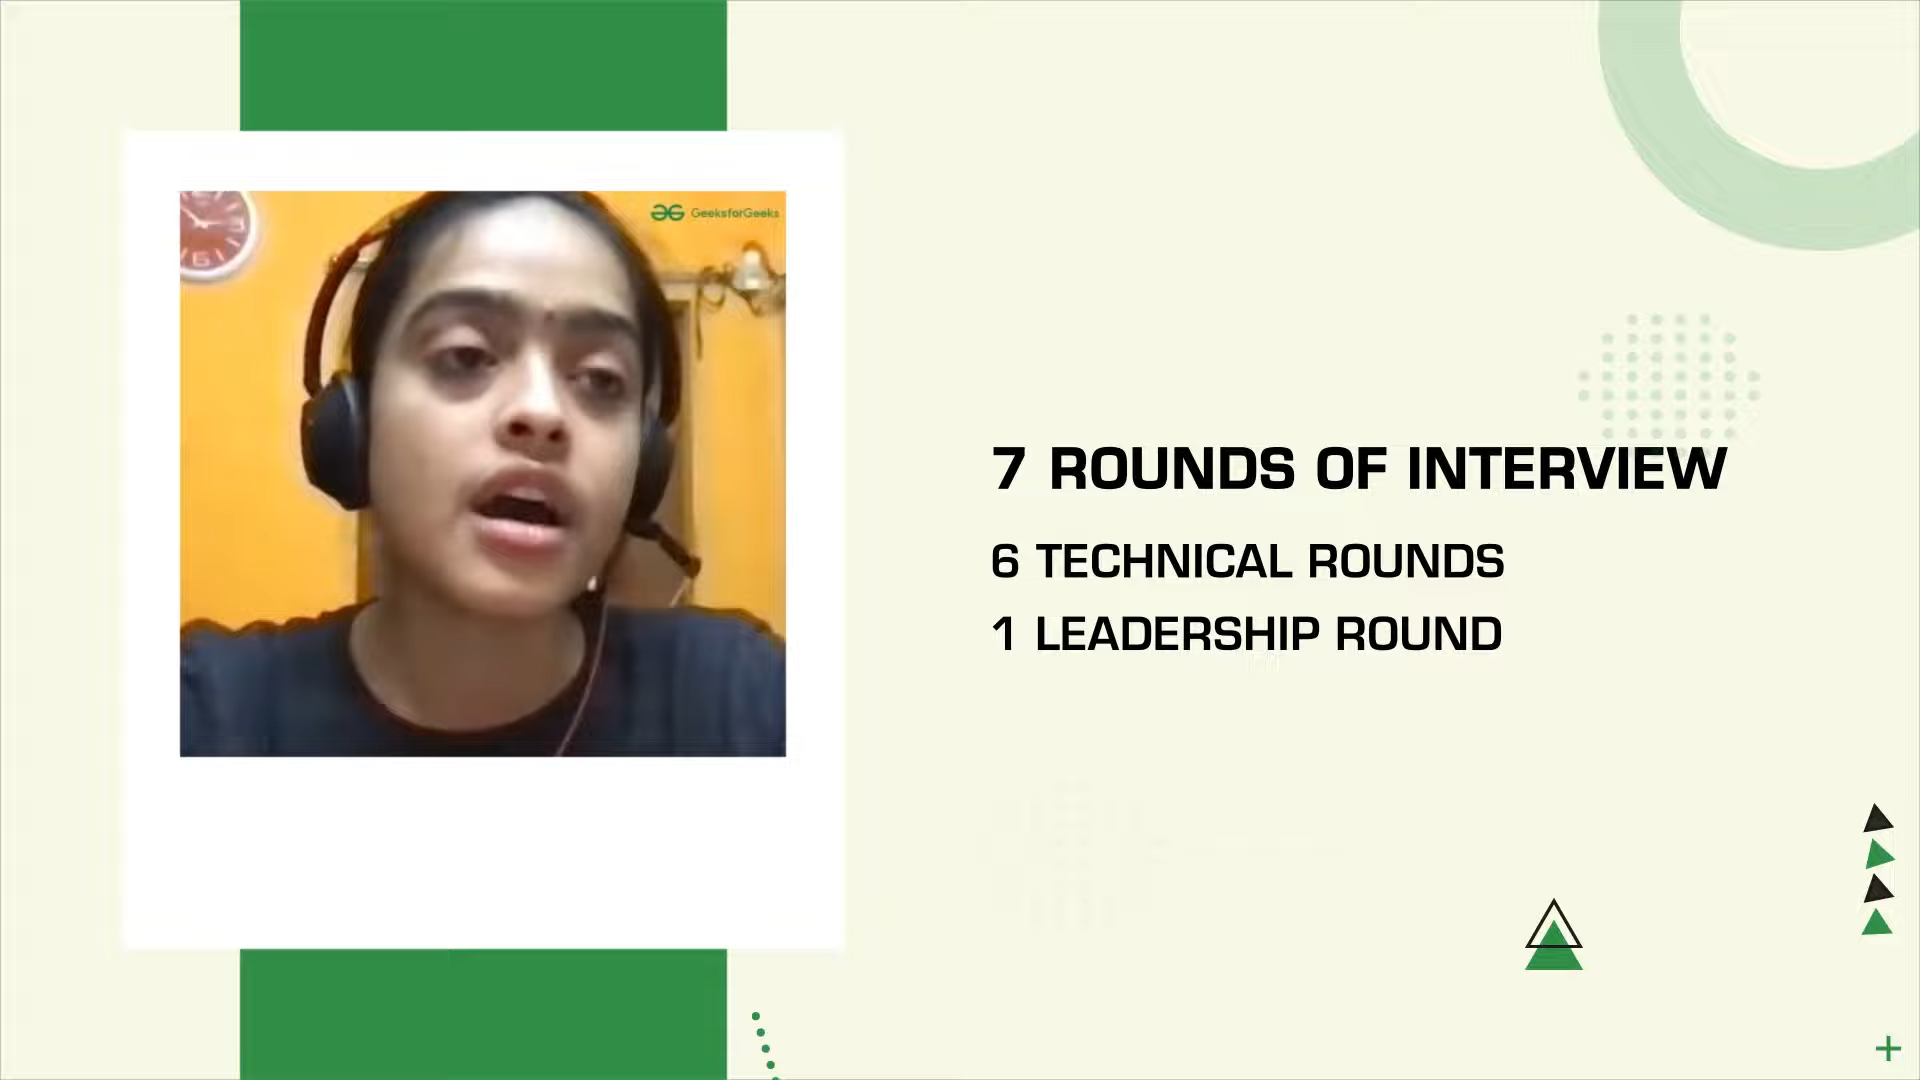 GeeksforGeeks
7 ROUNDS OF INTERVIEW
6 TECHNICAL ROUNDS
1 LEADERSHIP ROUND